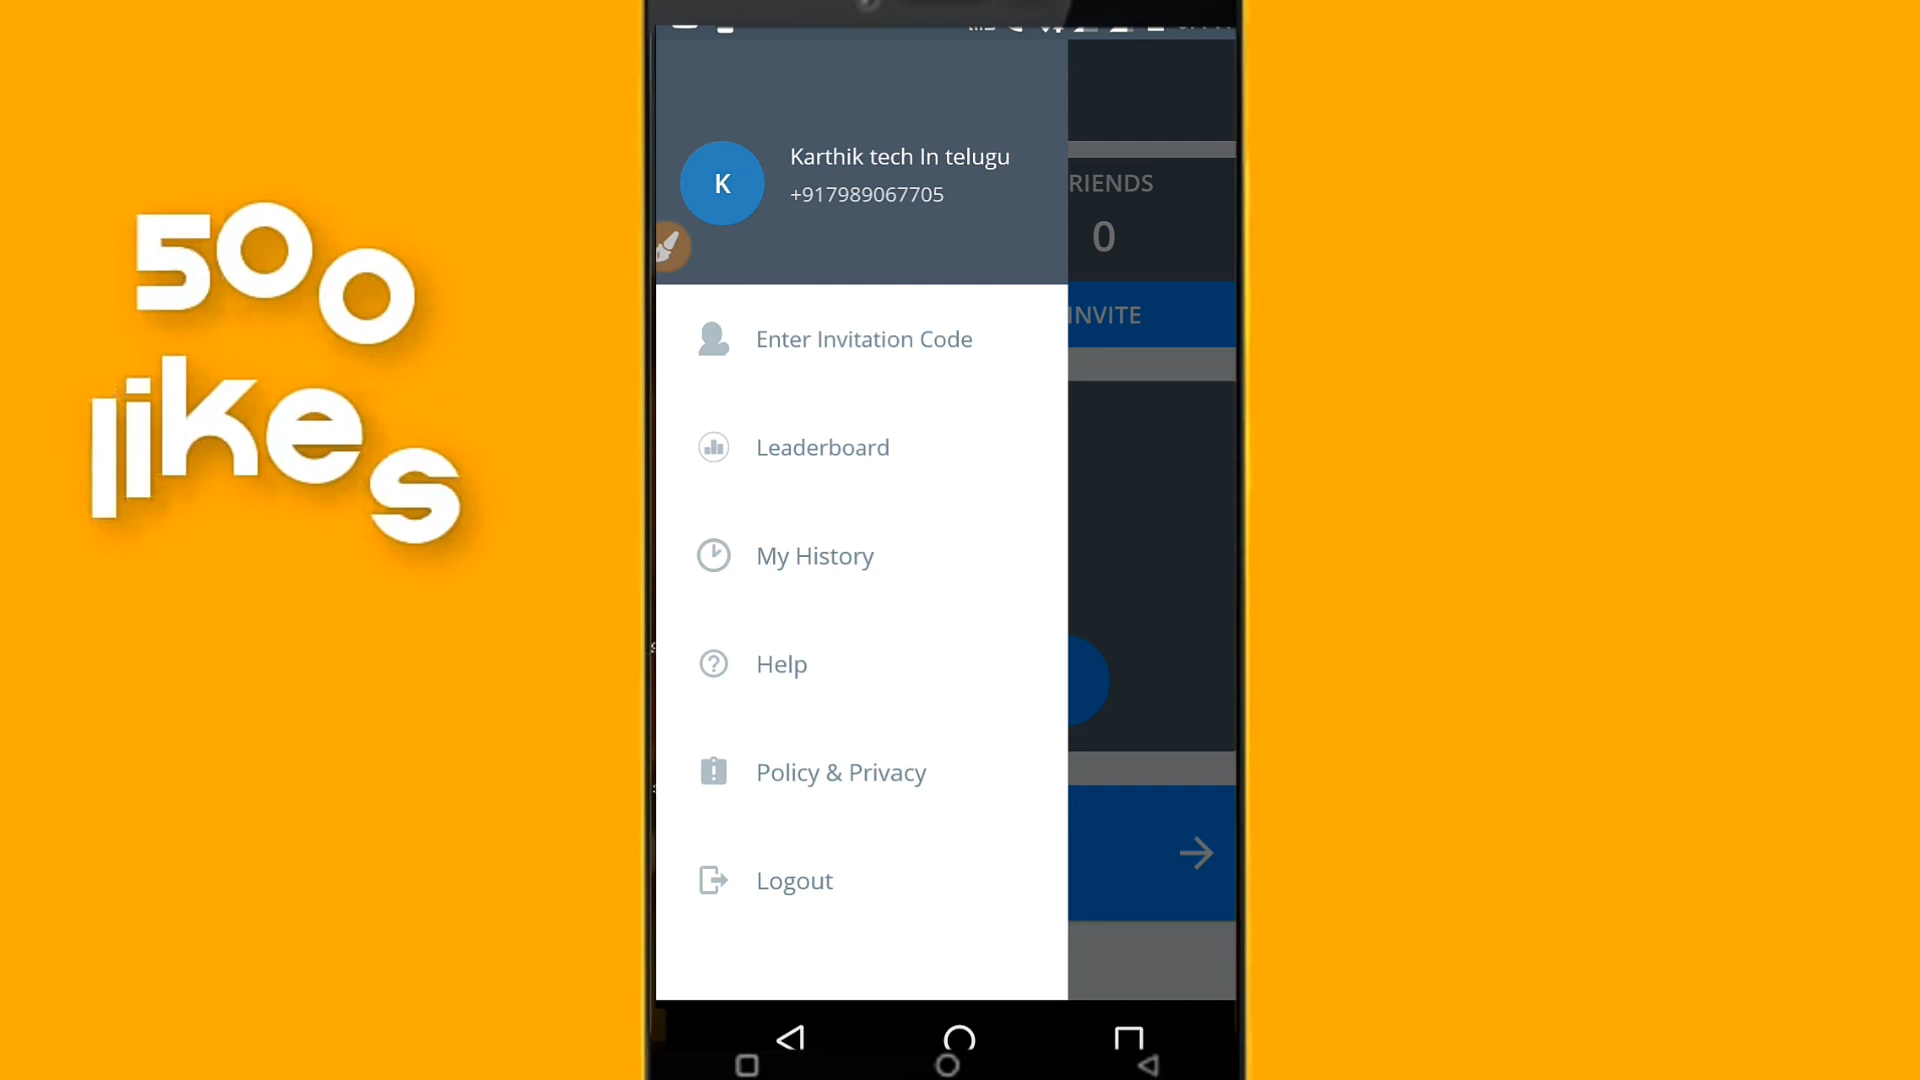 500
likes
Karthik tech In telugu
+917989067705
K
RIENDS
0
INVITE
Enter Invitation Code
Leaderboard
My History
Help
Policy & Privacy
Logout